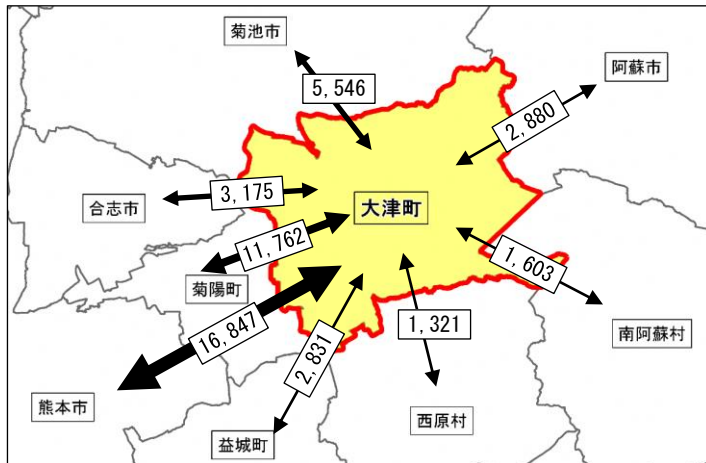 菊池市
阿蘇市
5,546
2,880
合志市
3,175
大津町
11,762
菊陽町
1,603
16,847
1,321
2,831
南阿蘇村
熊本市
西原村
益城町